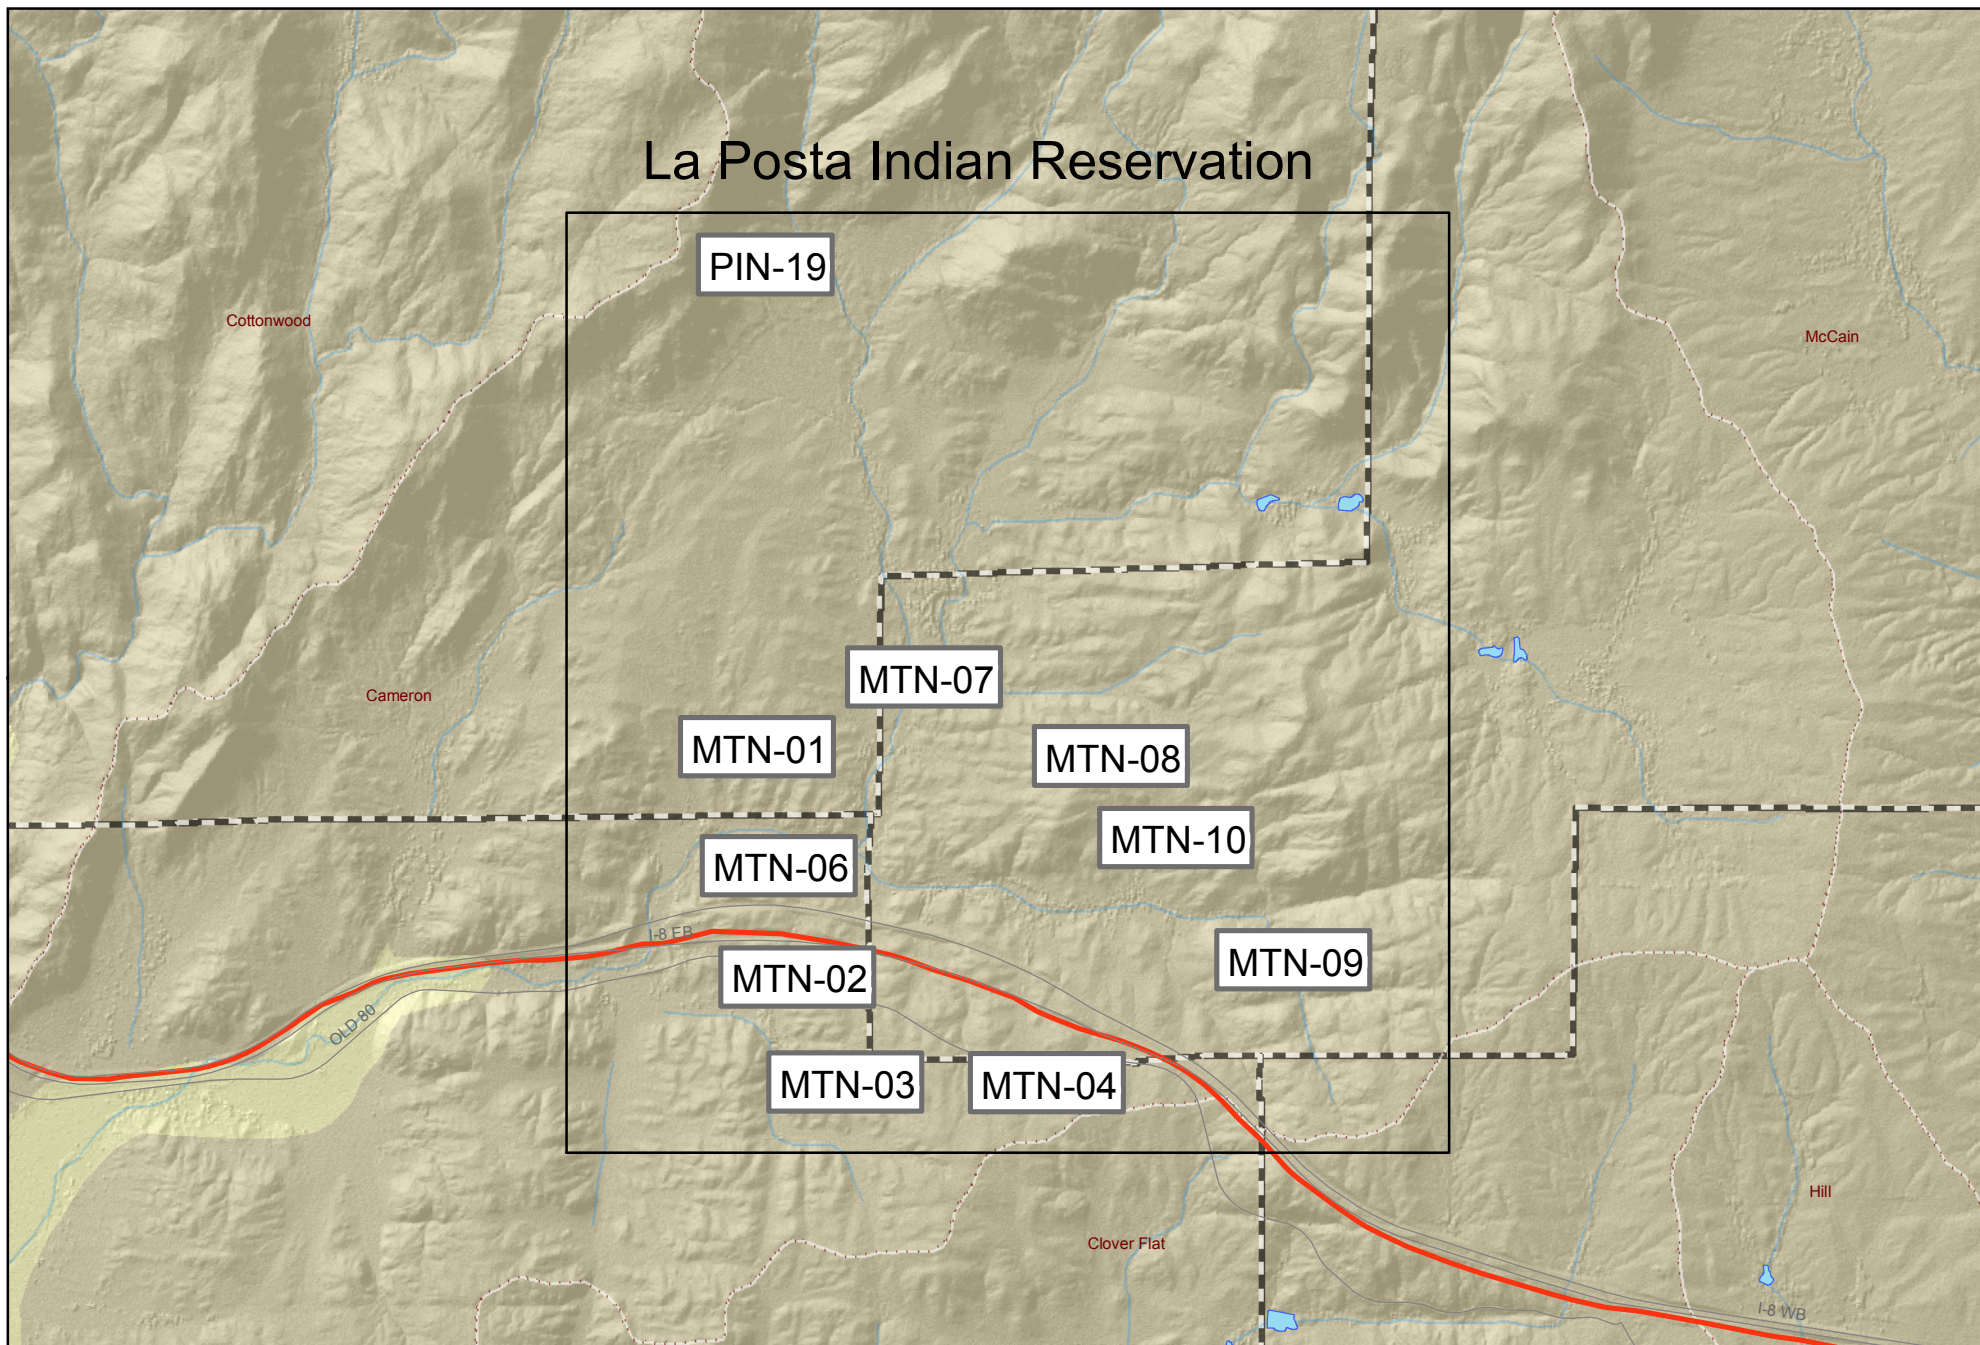 La Posta Indian Reservation
PIN-19
Cottonwood
McCain
MTN-07
Cameron
MTN-01
MTN-08
MTN-10
MTN-06
I-8 EB
MTN-02
MTN-09
OLD 80
MTN-03
MTN-04
Hill
Clover Flat
I-8 WB